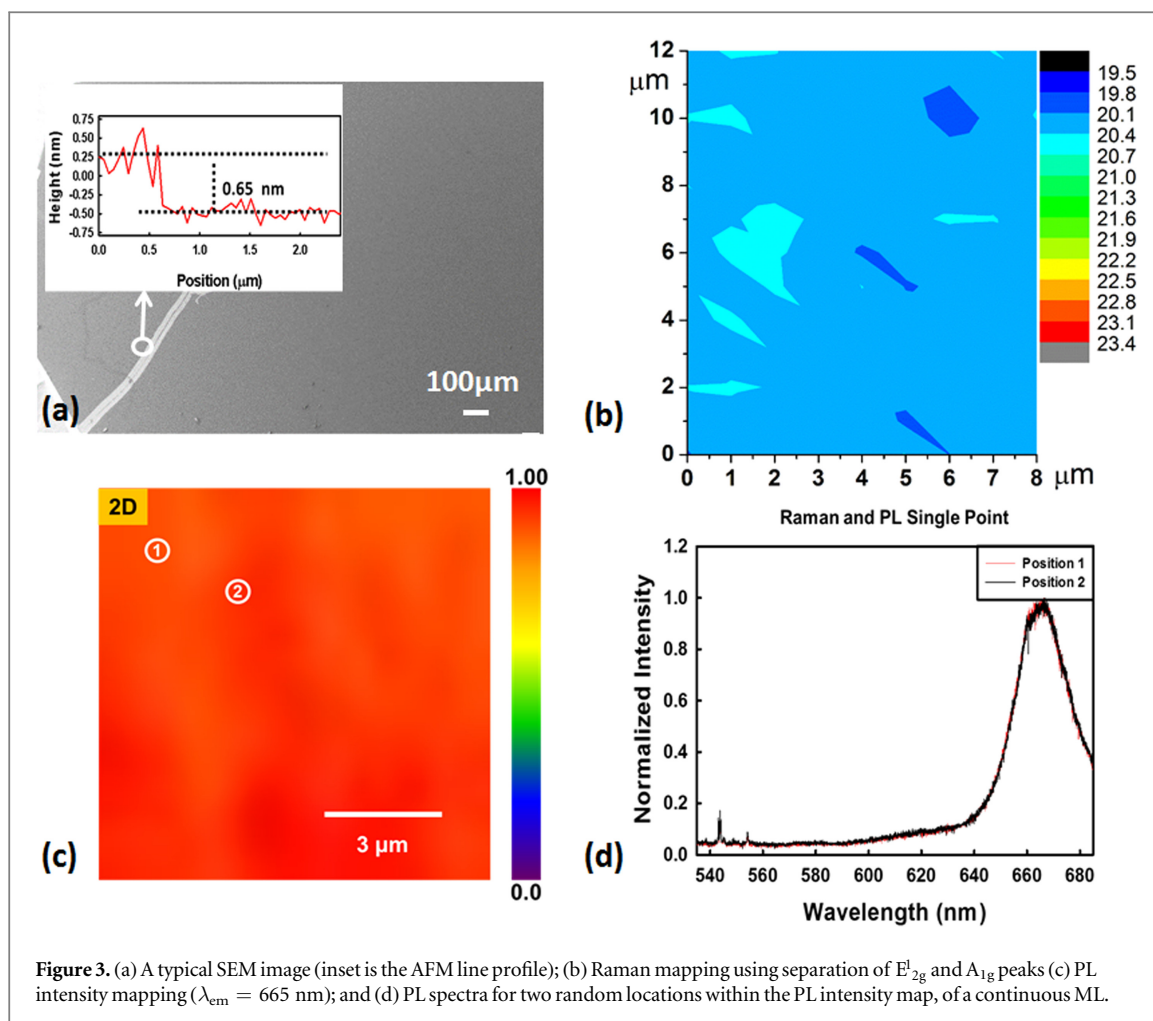 0.75
0.50
0.25
0.00
-0.25
-0.50
-0.75
Height (nm)
0.65 nm
0.0 0.5 1.0 1.5 2.0
Position (μm)
100μm
(a)
12
μm
10
8
6
4
2
0
0 1 2 3 4 5 6 7 8 μm
19.5
19.8
20.1
20.4
20.7
21.0
21.3
21.6
21.9
22.2
22.5
22.8
23.1
23.4
(b)
2D
1
2
3 μm
1.00
0.0
(c)
Raman and PL Single Point
1.2
1.0
0.8
0.6
0.4
0.2
0.0
Normalized Intensity
Position 1
Position 2
540 560 580 600 620 640 660 680
Wavelength (nm)
(d)
Figure 3. (a) A typical SEM image (inset is the AFM line profile); (b) Raman mapping using separation of E¹₂g and A₁g peaks (c) PL
intensity mapping (λem = 665 nm); and (d) PL spectra for two random locations within the PL intensity map, of a continuous ML.